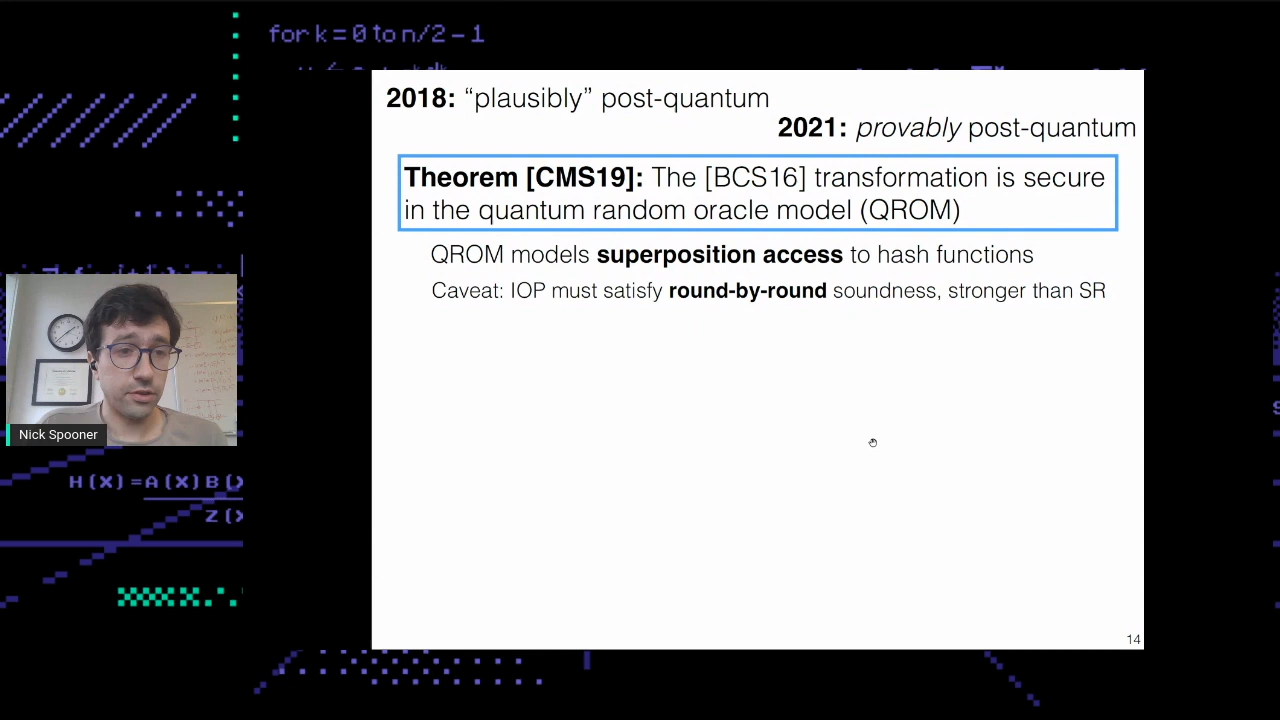 for k = 0 to n/2 - 1
2018: “plausibly” post-quantum
2021: provably post-quantum
Theorem [CMS19]: The [BCS16] transformation is secure
in the quantum random oracle model (QROM)
QROM models superposition access to hash functions
Caveat: IOP must satisfy round-by-round soundness, stronger than SR
Nick Spooner
H(X)=A(X)B(X
Z(X
14